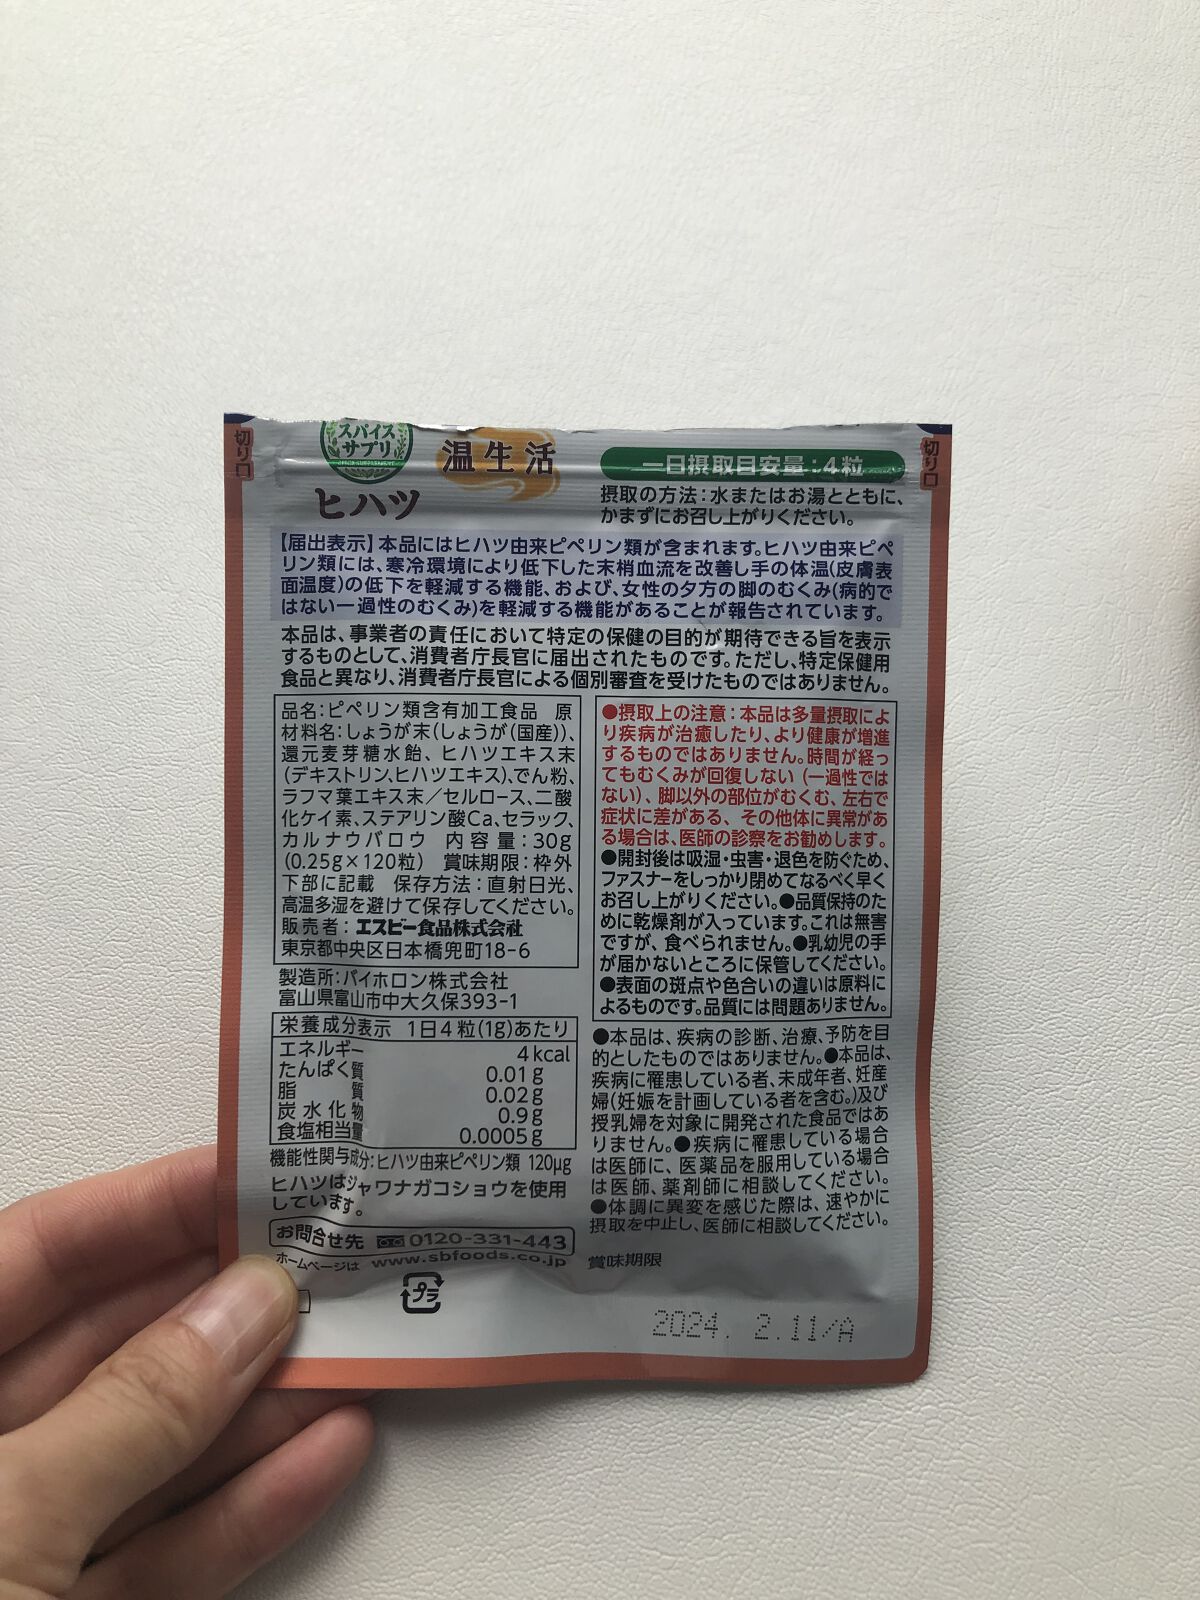 切り口
スパイス
サプリ
温生活
ヒハツ
一日摂取目安量:4粒
摂取の方法:水またはお湯とともに、
かまずにお召し上がりください。
切り口
【届出表示】本品にはヒハツ由来ピペリン類が含まれます。ヒハツ由来ピペ
リン類には、寒冷環境により低下した末梢血流を改善し手の体温(皮膚表
面温度)の低下を軽減する機能、および、女性の夕方の脚のむくみ(病的で
はない一過性のむくみ)を軽減する機能があることが報告されています。
本品は、事業者の責任において特定の保健の目的が期待できる旨を表示
するものとして、消費者庁長官に届出されたものです。ただし、特定保健用
食品と異なり、消費者庁長官による個別審査を受けたものではありません。
品名:ピペリン類含有加工食品 原
材料名:しょうが末(しょうが(国産))、
還元麦芽糖水飴、ヒハツエキス末
(デキストリン、ヒハツエキス)、でん粉、
ラフマ葉エキス末/セルロース、二酸
化ケイ素、ステアリン酸Ca、セラック、
カルナウバロウ 内容量:30g
(0.25g×120粒) 賞味期限:枠外
下部に記載 保存方法:直射日光、
高温多湿を避けて保存してください。
販売者:エスビー食品株式会社
東京都中央区日本橋兜町18-6
製造所:パイホロン株式会社
富山県富山市中大久保393-1
栄養成分表示 1日4粒(1g)あたり
エネルギー 4kcal
たんぱく質 0.01g
脂質 0.02g
炭水化物 0.9g
食塩相当量 0.0005g
機能性関与成分:ヒハツ由来ピペリン類 120μg
ヒハツはジャワナガコショウを使用
しています。
お問合せ先 0120-331-443
ホームページは www.sbfoods.co.jp
プラ
●摂取上の注意:本品は多量摂取によ
り疾病が治癒したり、より健康が増進
するものではありません。時間が経っ
てもむくみが回復しない(一過性では
ない)、脚以外の部位がむくむ、左右で
症状に差がある、その他体に異常があ
る場合は、医師の診察をお勧めします。
●開封後は吸湿・虫害・退色を防ぐため、
ファスナーをしっかり閉めてなるべく早く
お召し上がりください。●品質保持のた
めに乾燥剤が入っています。これは無害
ですが、食べられません。●乳幼児の手
が届かないところに保管してください。
●表面の斑点や色合いの違いは原料に
よるものです。品質には問題ありません。
●本品は、疾病の診断、治療、予防を目
的としたものではありません。●本品は、
疾病に罹患している者、未成年者、妊産
婦(妊娠を計画している者を含む。)及び
授乳婦を対象に開発された食品ではあ
りません。●疾病に罹患している場合
は医師に、医薬品を服用している場合
は医師、薬剤師に相談してください。
●体調に異変を感じた際は、速やかに
摂取を中止し、医師に相談してください。
賞味期限
2024. 2.11/A